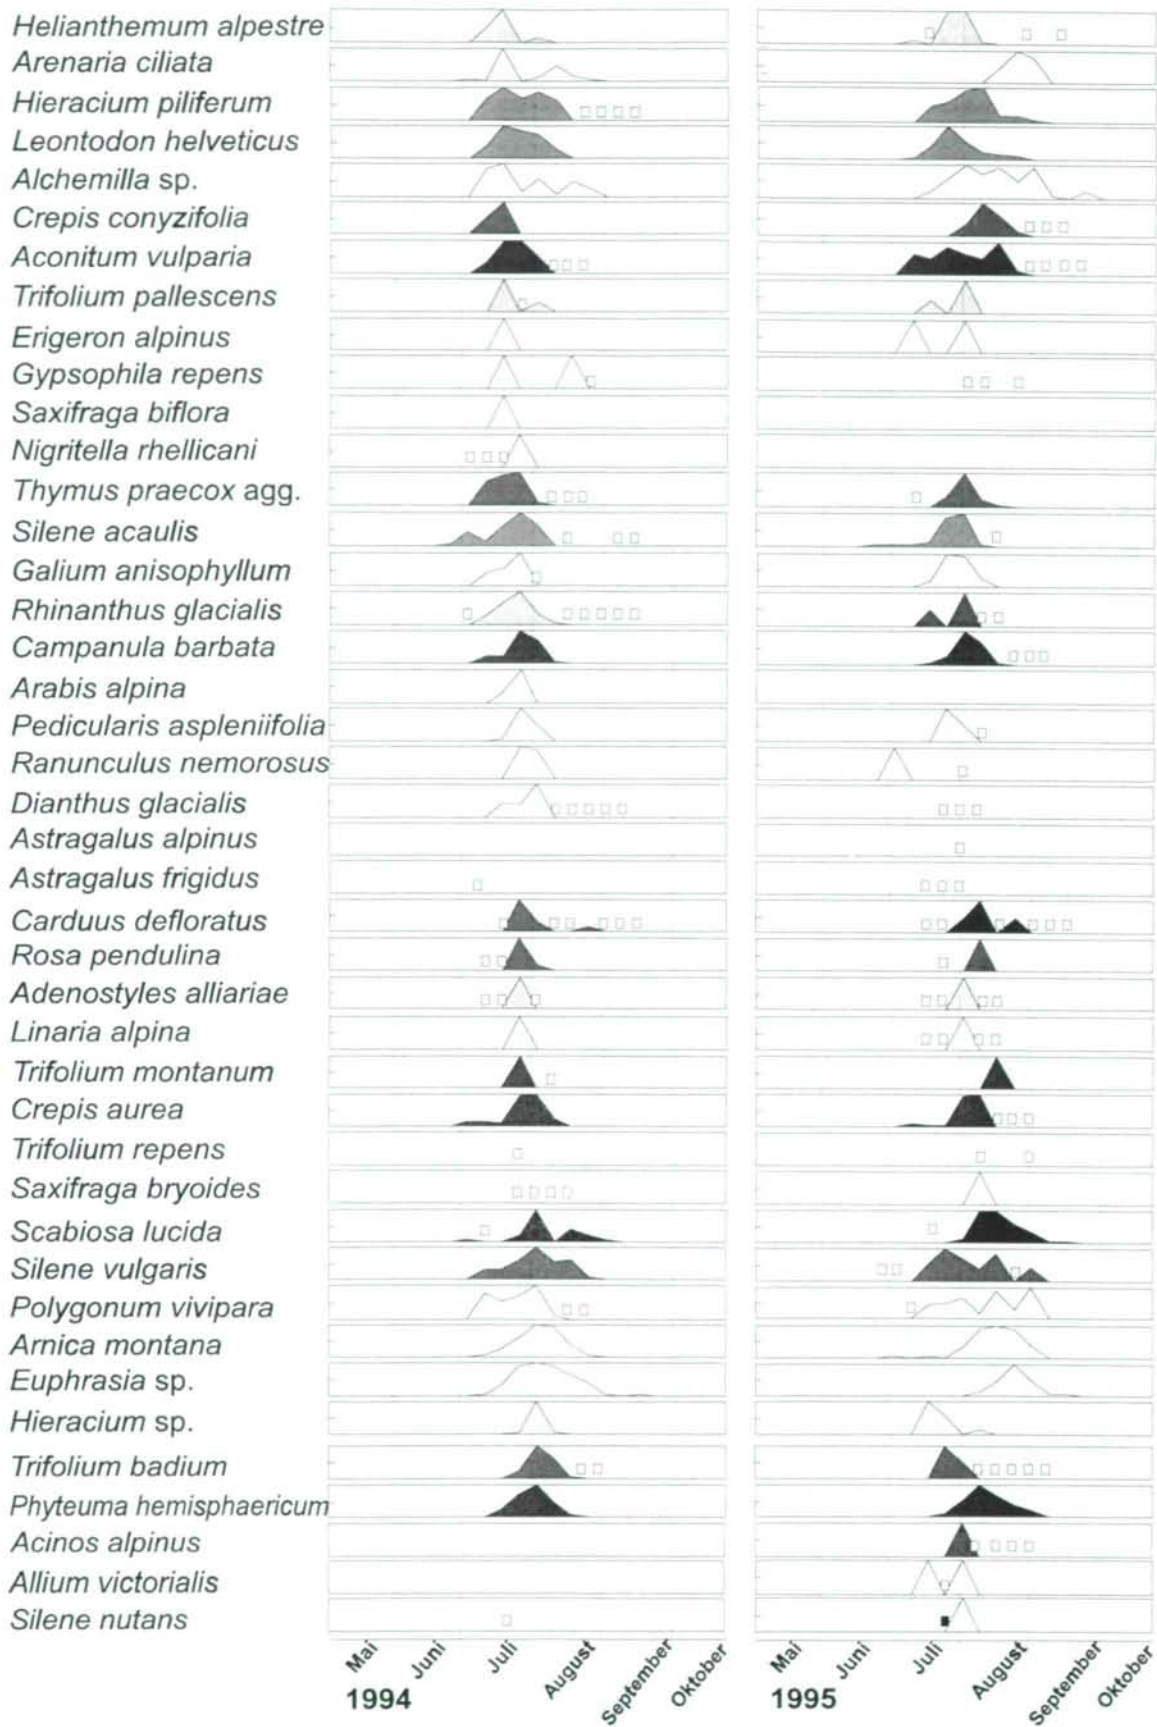 Helianthemum alpestre
Arenaria ciliata
Hieracium piliferum
Leontodon helveticus
Alchemilla sp.
Crepis conyzifolia
Aconitum vulparia
Trifolium pallescens
Erigeron alpinus
Gypsophila repens
Saxifraga biflora
Nigritella rhellicani
Thymus praecox agg.
Silene acaulis
Galium anisophyllum
Rhinanthus glacialis
Campanula barbata
Arabis alpina
Pedicularis aspleniifolia
Ranunculus nemorosus
Dianthus glacialis
Astragalus alpinus
Astragalus frigidus
Carduus defloratus
Rosa pendulina
Adenostyles alliariae
Linaria alpina
Trifolium montanum
Crepis aurea
Trifolium repens
Saxifraga bryoides
Scabiosa lucida
Silene vulgaris
Polygonum vivipara
Arnica montana
Euphrasia sp.
Hieracium sp.
Trifolium badium
Phyteuma hemisphaericum
Acinos alpinus
Allium victorialis
Silene nutans
Mai Juni Juli August September Oktober Mai Juni Juli August September Oktober
1994 1995